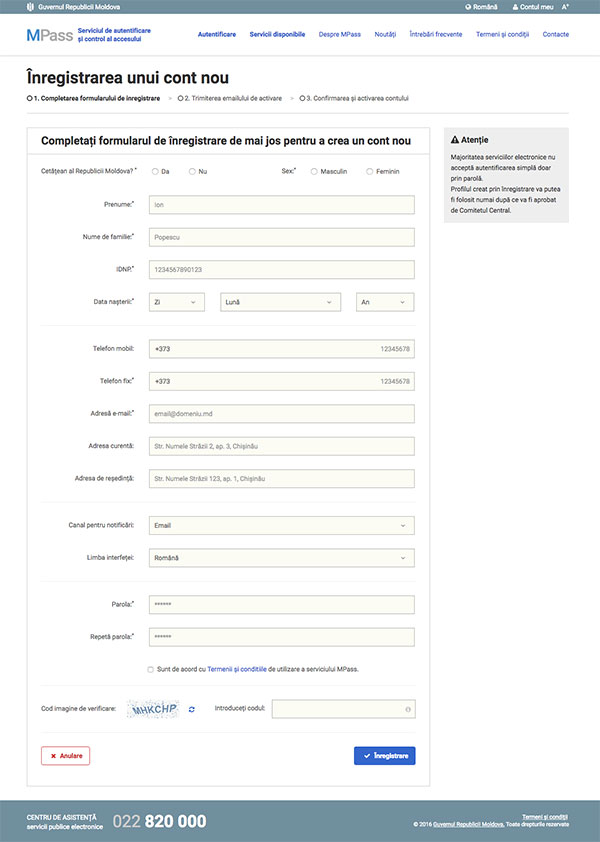 Guvernul Republicii Moldova
Română Contul meu A+
MPass Serviciul de autentificare
și control al accesului
Autentificare Servicii disponibile Despre MPass Noutăți Întrebări frecvente Termeni și condiții Contacte
Înregistrarea unui cont nou
1. Completarea formularului de înregistrare > 2. Trimiterea emailului de activare > 3. Confirmarea și activarea contului
Completați formularul de înregistrare de mai jos pentru a crea un cont nou
Cetățean al Republicii Moldova? * Da Nu Sex:* Masculin Feminin
Prenume:* Ion
Nume de familie:* Popescu
IDNP:* 1234567890123
Data nașterii:* Zi Lună An
Telefon mobil: +373 12345678
Telefon fix:* +373 12345678
Adresă e-mail:* email@domeniu.md
Adresa curentă: Str. Numele Străzii 2, ap. 3, Chișinău
Adresa de reședință: Str. Numele Străzii 123, ap. 1, Chișinău
Canal pentru notificări: Email
Limba interfeței: Română
Parola:* ******
Repetă parola:* ******
Sunt de acord cu Termenii și conditiile de utilizare a serviciului MPass.
Cod imagine de verificare: MHKCHP Introduceți codul:
Anulare Înregistrare
Atenție
Majoritatea serviciilor electronice nu
acceptă autentificarea simplă doar
prin parolă.
Profilul creat prin înregistrare va putea
fi folosit numai după ce va fi aprobat
de Comitetul Central.
CENTRU DE ASISTENȚĂ
servicii publice electronice
022 820 000
Termeni și condiții
© 2016 Guvernul Republicii Moldova. Toate drepturile rezervate